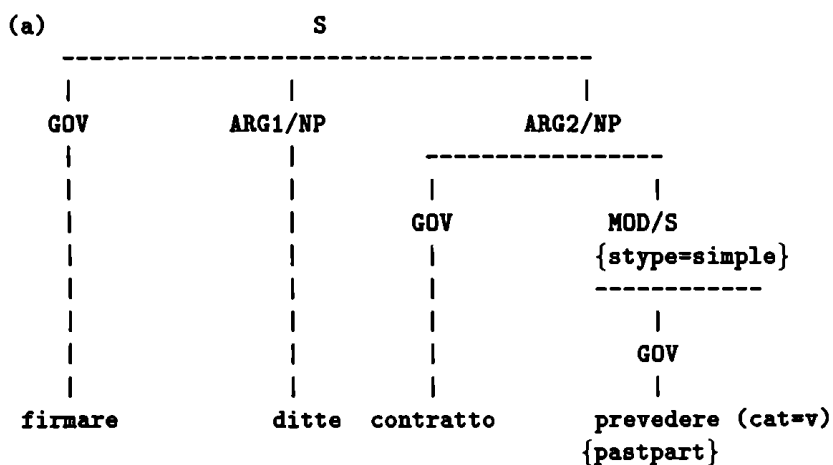 (a) S
GOV ARG1/NP ARG2/NP
GOV MOD/S
{stype=simple}
GOV
firmare ditte contratto prevedere (cat=v)
{pastpart}